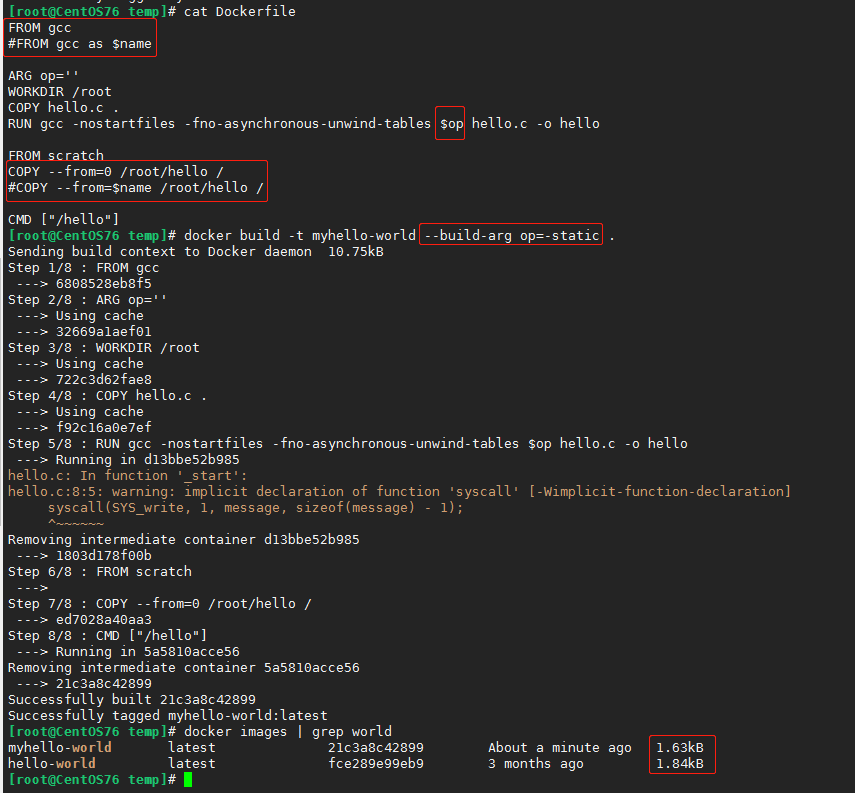 [root@CentOS76 temp]# cat Dockerfile
FROM gcc
#FROM gcc as $name
ARG op=''
WORKDIR /root
COPY hello.c .
RUN gcc -nostartfiles -fno-asynchronous-unwind-tables $op hello.c -o hello
FROM scratch
COPY --from=0 /root/hello /
#COPY --from=$name /root/hello /
CMD ["/hello"]
[root@CentOS76 temp]# docker build -t myhello-world --build-arg op=-static .
Sending build context to Docker daemon  10.75kB
Step 1/8 : FROM gcc
 ---> 6808528eb8f5
Step 2/8 : ARG op=''
 ---> Using cache
 ---> 32669a1aef01
Step 3/8 : WORKDIR /root
 ---> Using cache
 ---> 722c3d62fae8
Step 4/8 : COPY hello.c .
 ---> Using cache
 ---> f92c16a0e7ef
Step 5/8 : RUN gcc -nostartfiles -fno-asynchronous-unwind-tables $op hello.c -o hello
 ---> Running in d13bbe52b985
hello.c: In function '_start':
hello.c:8:5: warning: implicit declaration of function 'syscall' [-Wimplicit-function-declaration]
     syscall(SYS_write, 1, message, sizeof(message) - 1);
     ^~~~~~~
Removing intermediate container d13bbe52b985
 ---> 1803d178f00b
Step 6/8 : FROM scratch
 --->
Step 7/8 : COPY --from=0 /root/hello /
 ---> ed7028a40aa3
Step 8/8 : CMD ["/hello"]
 ---> Running in 5a5810acce56
Removing intermediate container 5a5810acce56
 ---> 21c3a8c42899
Successfully built 21c3a8c42899
Successfully tagged myhello-world:latest
[root@CentOS76 temp]# docker images | grep world
myhello-world       latest              21c3a8c42899        About a minute ago   1.63kB
hello-world         latest              fce289e99eb9        3 months ago         1.84kB
[root@CentOS76 temp]#